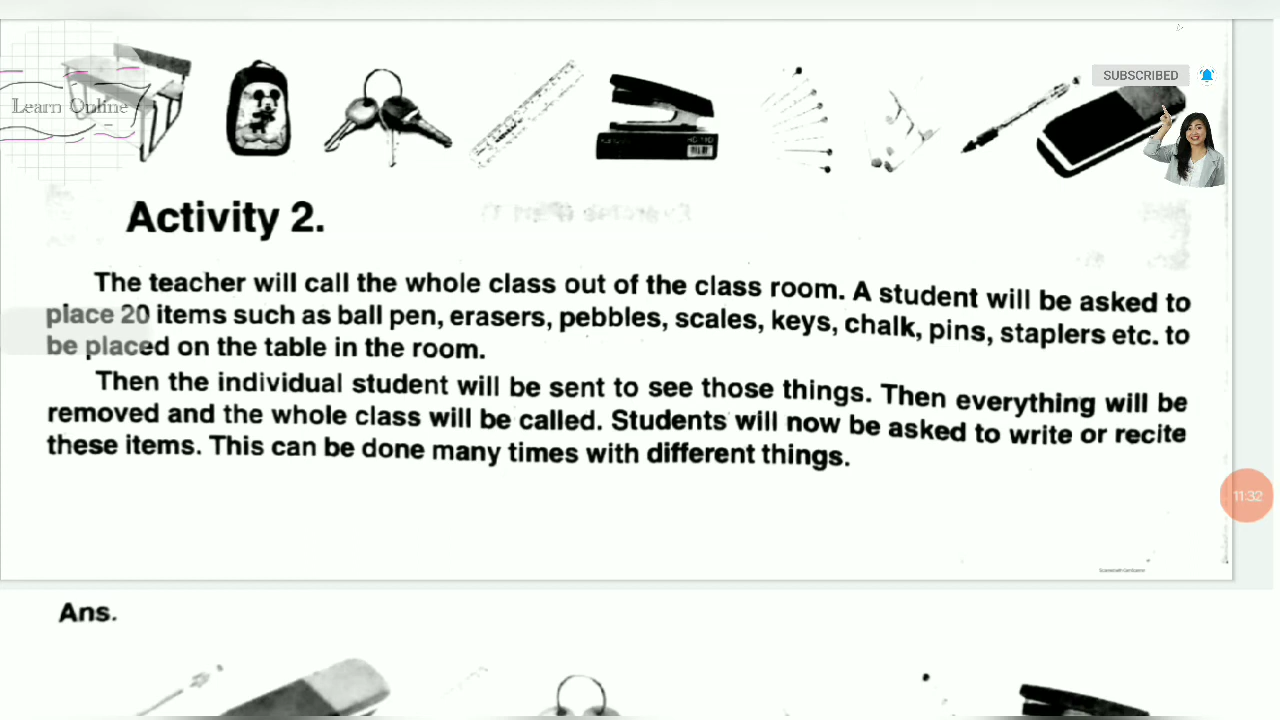 Learn Online
SUBSCRIBED
Activity 2.
The teacher will call the whole class out of the class room. A student will be asked to
place 20 items such as ball pen, erasers, pebbles, scales, keys, chalk, pins, staplers etc. to
be placed on the table in the room.
Then the individual student will be sent to see those things. Then everything will be
removed and the whole class will be called. Students will now be asked to write or recite
these items. This can be done many times with different things.
11:32
Ans.